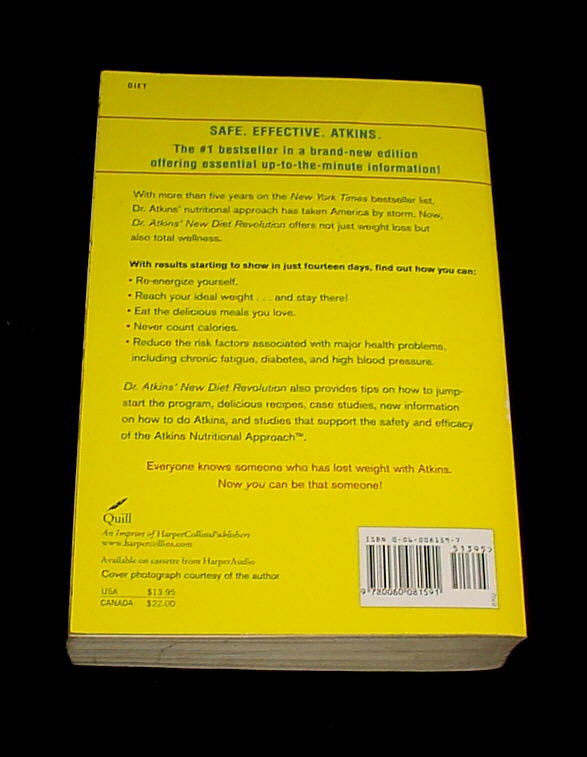 DIET
SAFE. EFFECTIVE. ATKINS.
The #1 bestseller in a brand-new edition
offering essential up-to-the-minute information!
With more than five years on the New York Times bestseller list,
Dr. Atkins' nutritional approach has taken America by storm. Now,
Dr. Atkins' New Diet Revolution offers not just weight loss but
also total wellness.
With results starting to show in just fourteen days, find out how you can:
• Re-energize yourself.
• Reach your ideal weight . . . and stay there!
• Eat the delicious meals you love.
• Never count calories.
• Reduce the risk factors associated with major health problems,
including chronic fatigue, diabetes, and high blood pressure.
Dr. Atkins' New Diet Revolution also provides tips on how to jump-
start the program, delicious recipes, case studies, new information
on how to do Atkins, and studies that support the safety and efficacy
of the Atkins Nutritional Approach™.
Everyone knows someone who has lost weight with Atkins.
Now you can be that someone!
Quill
An Imprint of HarperCollinsPublishers
www.harpercollins.com
Available on cassette from HarperAudio
Cover photograph courtesy of the author
USA $13.95
CANADA $22.00
ISBN 0-06-008159-7
51395>
9 780060 081591